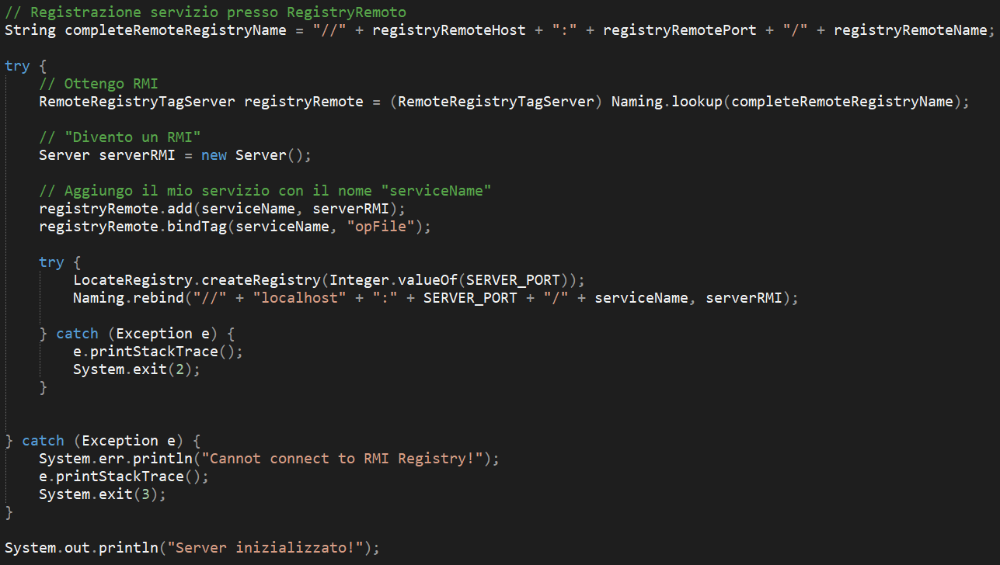 // Registrazione servizio presso RegistryRemoto
String completeRemoteRegistryName = "//" + registryRemoteHost + ":" + registryRemotePort + "/" + registryRemoteName;
try {
// Ottengo RMI
RemoteRegistryTagServer registryRemote = (RemoteRegistryTagServer) Naming.lookup(completeRemoteRegistryName);
// "Divento un RMI"
Server serverRMI = new Server();
// Aggiungo il mio servizio con il nome "serviceName"
registryRemote.add(serviceName, serverRMI);
registryRemote.bindTag(serviceName, "opFile");
try {
LocateRegistry.createRegistry(Integer.valueOf(SERVER_PORT));
Naming.rebind("//" + "localhost" + ":" + SERVER_PORT + "/" + serviceName, serverRMI);
} catch (Exception e) {
e.printStackTrace();
System.exit(2);
}
} catch (Exception e) {
System.err.println("Cannot connect to RMI Registry!");
e.printStackTrace();
System.exit(3);
}
System.out.println("Server inizializzato!");